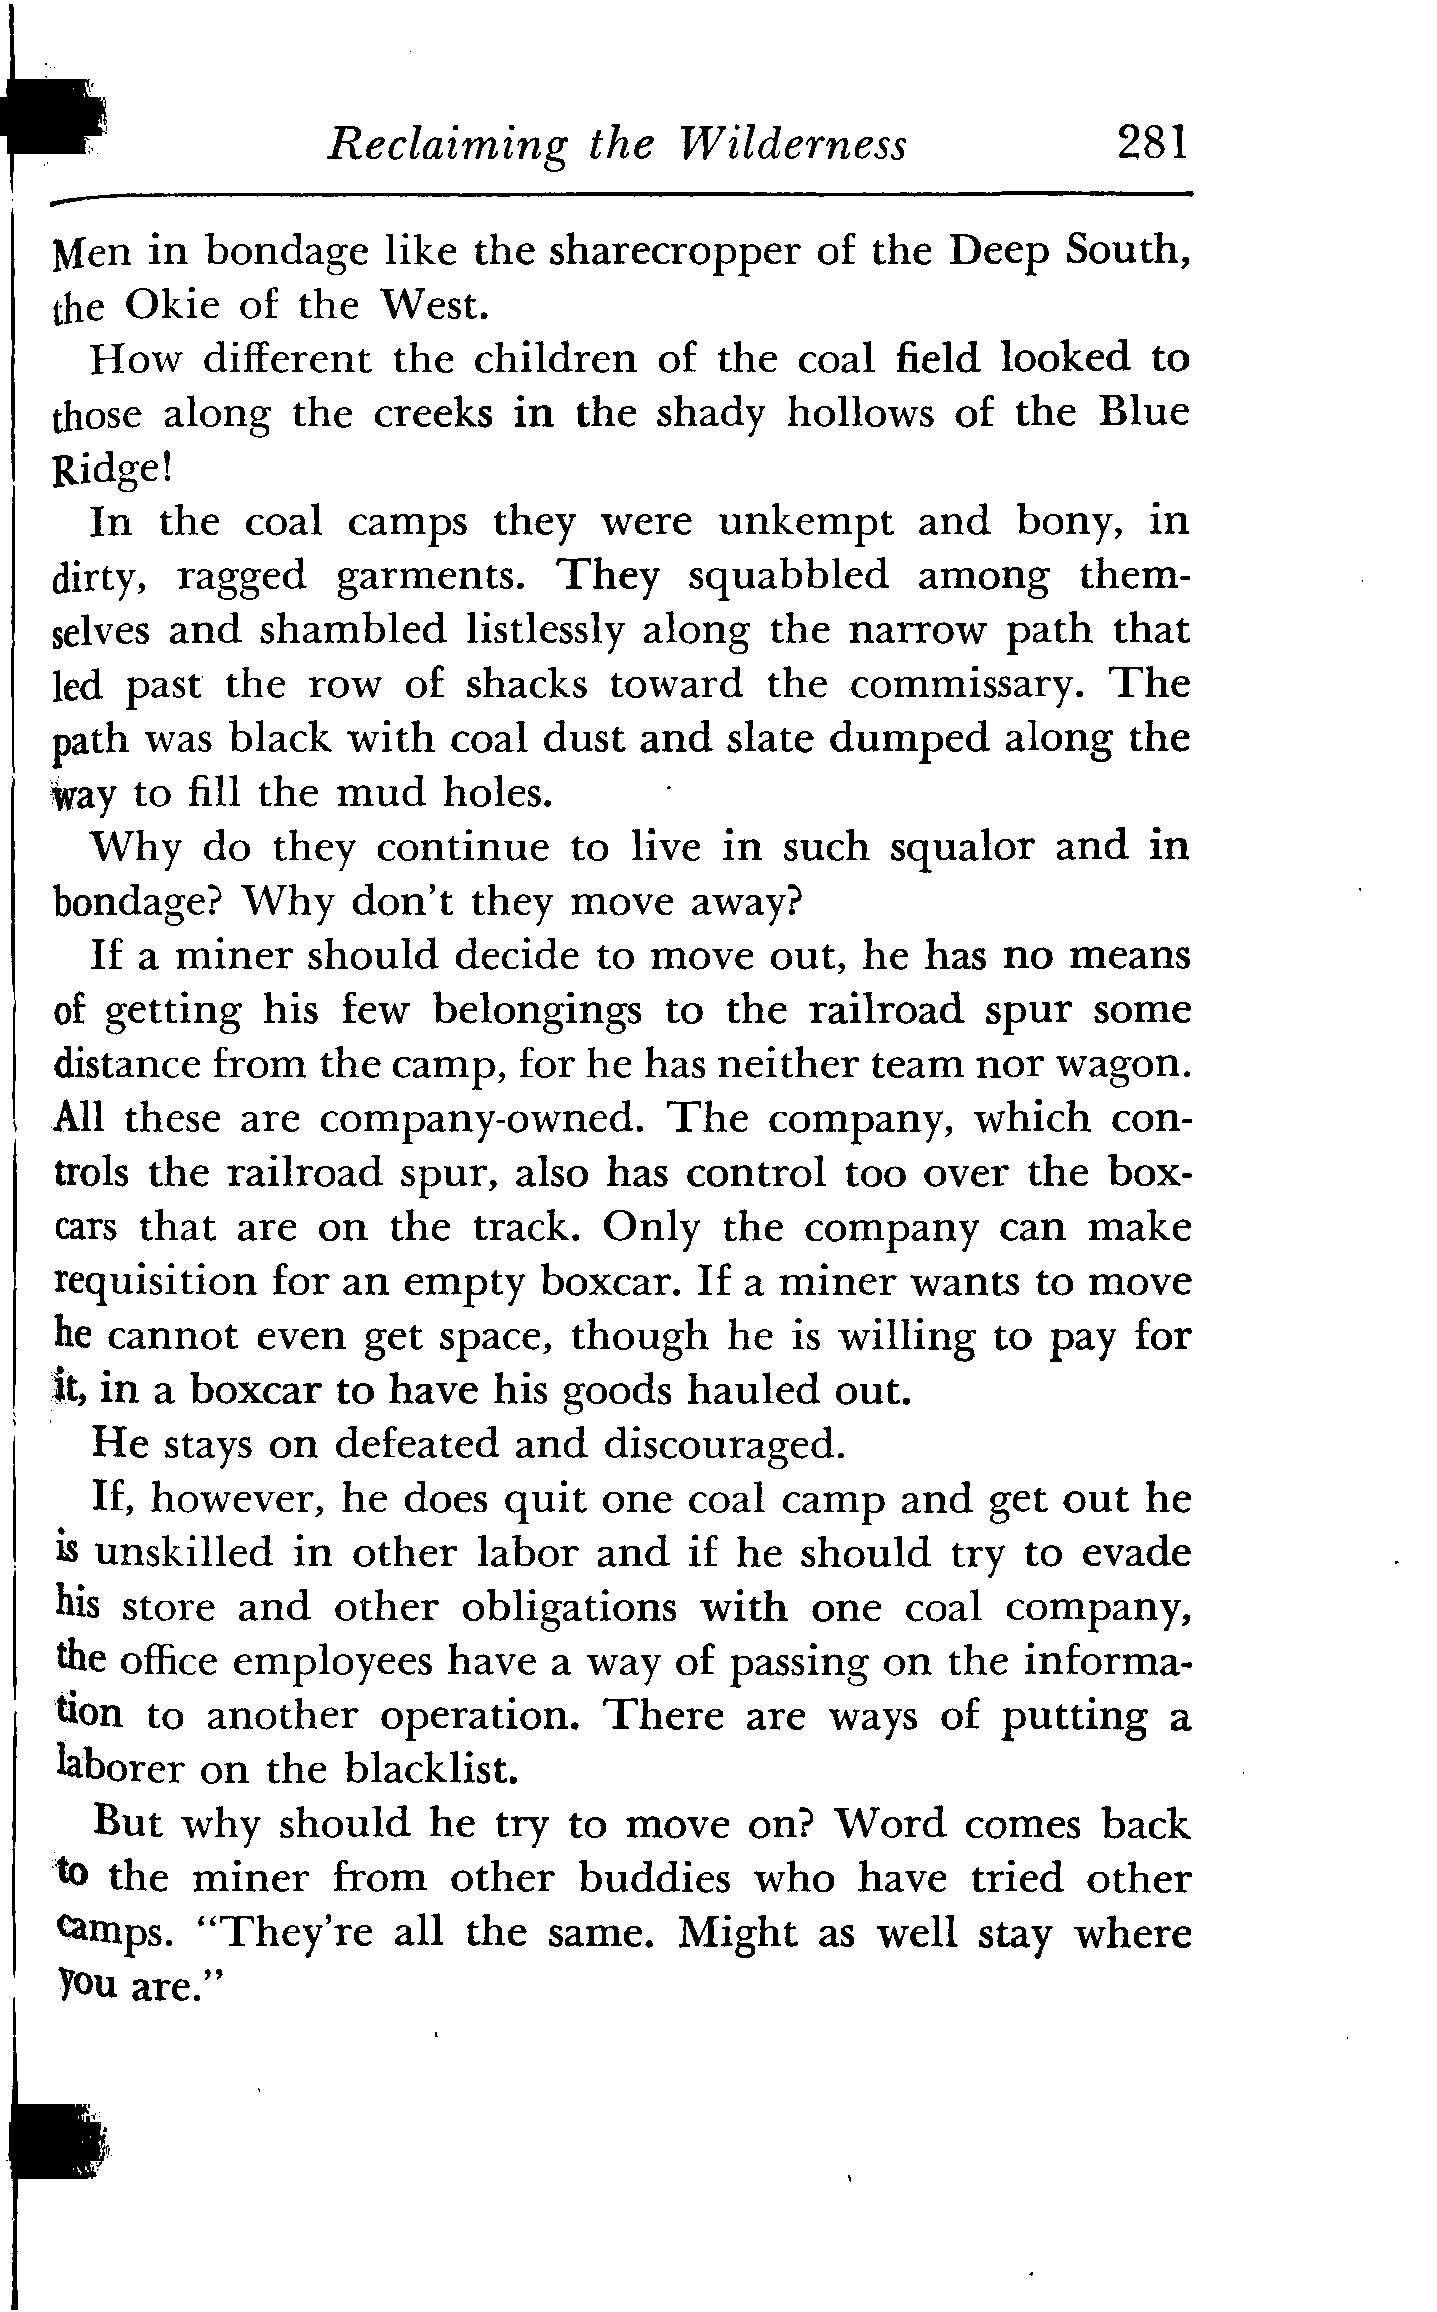 Reclaiming the Wilderness 281
Men in bondage like the sharecropper of the Deep South,
the Okie of the West.
How different the children of the coal field looked to
those along the creeks in the shady hollows of the Blue
Ridge!
In the coal camps they were unkempt and bony, in
dirty, ragged garments. They squabbled among them-
selves and shambled listlessly along the narrow path that
led past the row of shacks toward the commissary. The
path was black with coal dust and slate dumped along the
way to fill the mud holes.
Why do they continue to live in such squalor and in
bondage? Why don't they move away?
If a miner should decide to move out, he has no means
of getting his few belongings to the railroad spur some
distance from the camp, for he has neither team nor wagon.
All these are company-owned. The company, which con-
trols the railroad spur, also has control too over the box-
cars that are on the track. Only the company can make
requisition for an empty boxcar. If a miner wants to move
he cannot even get space, though he is willing to pay for
it, in a boxcar to have his goods hauled out.
He stays on defeated and discouraged.
If, however, he does quit one coal camp and get out he
is unskilled in other labor and if he should try to evade
his store and other obligations with one coal company,
the office employees have a way of passing on the informa-
tion to another operation. There are ways of putting a
laborer on the blacklist.
But why should he try to move on? Word comes back
to the miner from other buddies who have tried other
camps. "They're all the same. Might as well stay where
you are."